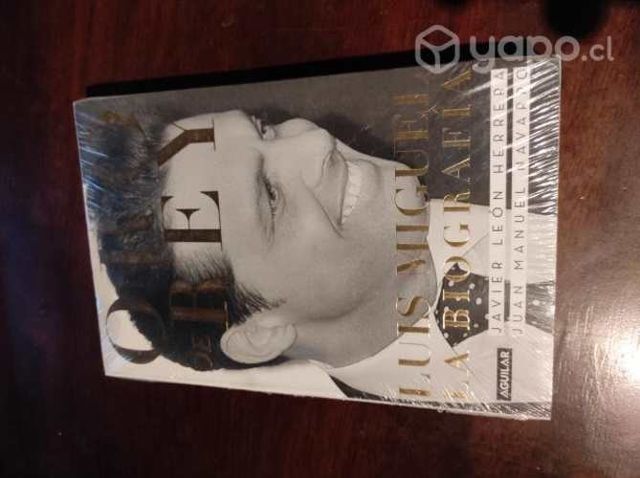 yapo.cl
ORO
DE
REY
LUIS MIGUEL
LA BIOGRAFÍA
JAVIER LEÓN HERRERA
JUAN MANUEL NAVARRO
AGUILAR